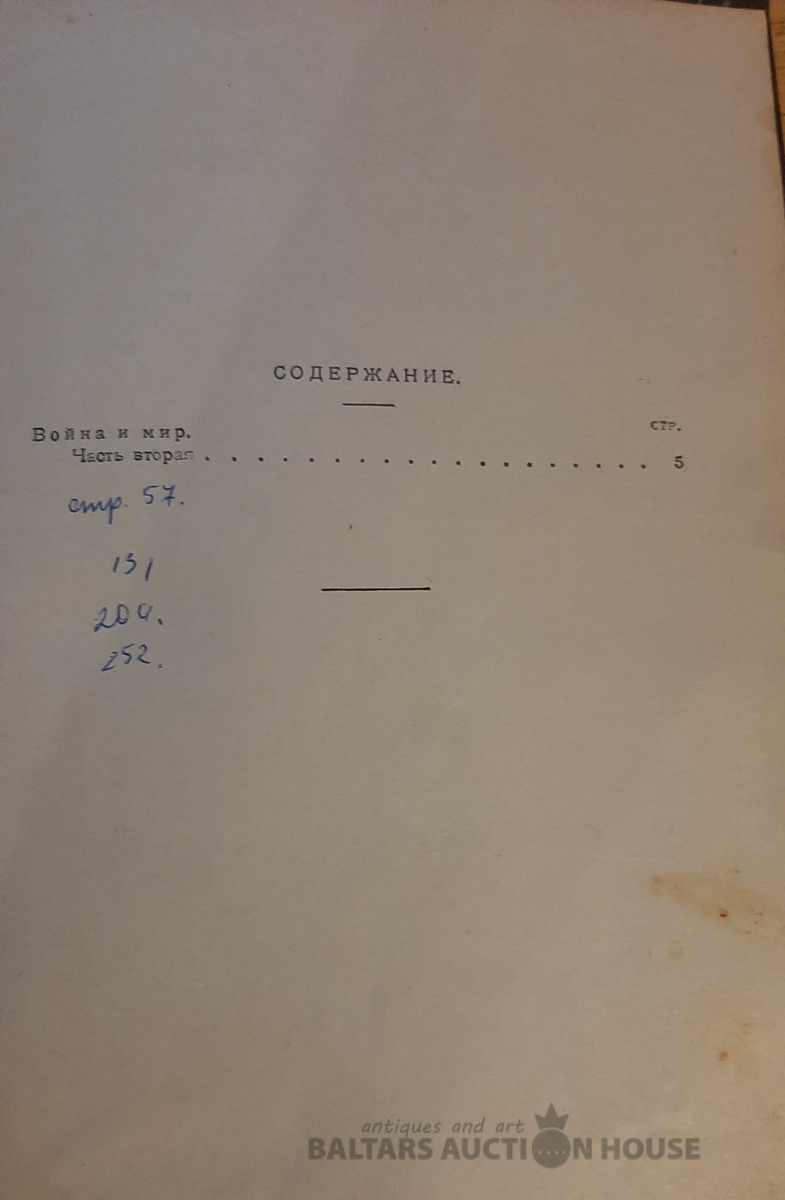 СОДЕРЖАНИЕ.
СТР.
Война и мир.
Часть вторая . . . . . . . . . . . . . . . . . . 5
стр. 57.
131
204.
252.
antiques and art
BALTARS AUCTION HOUSE